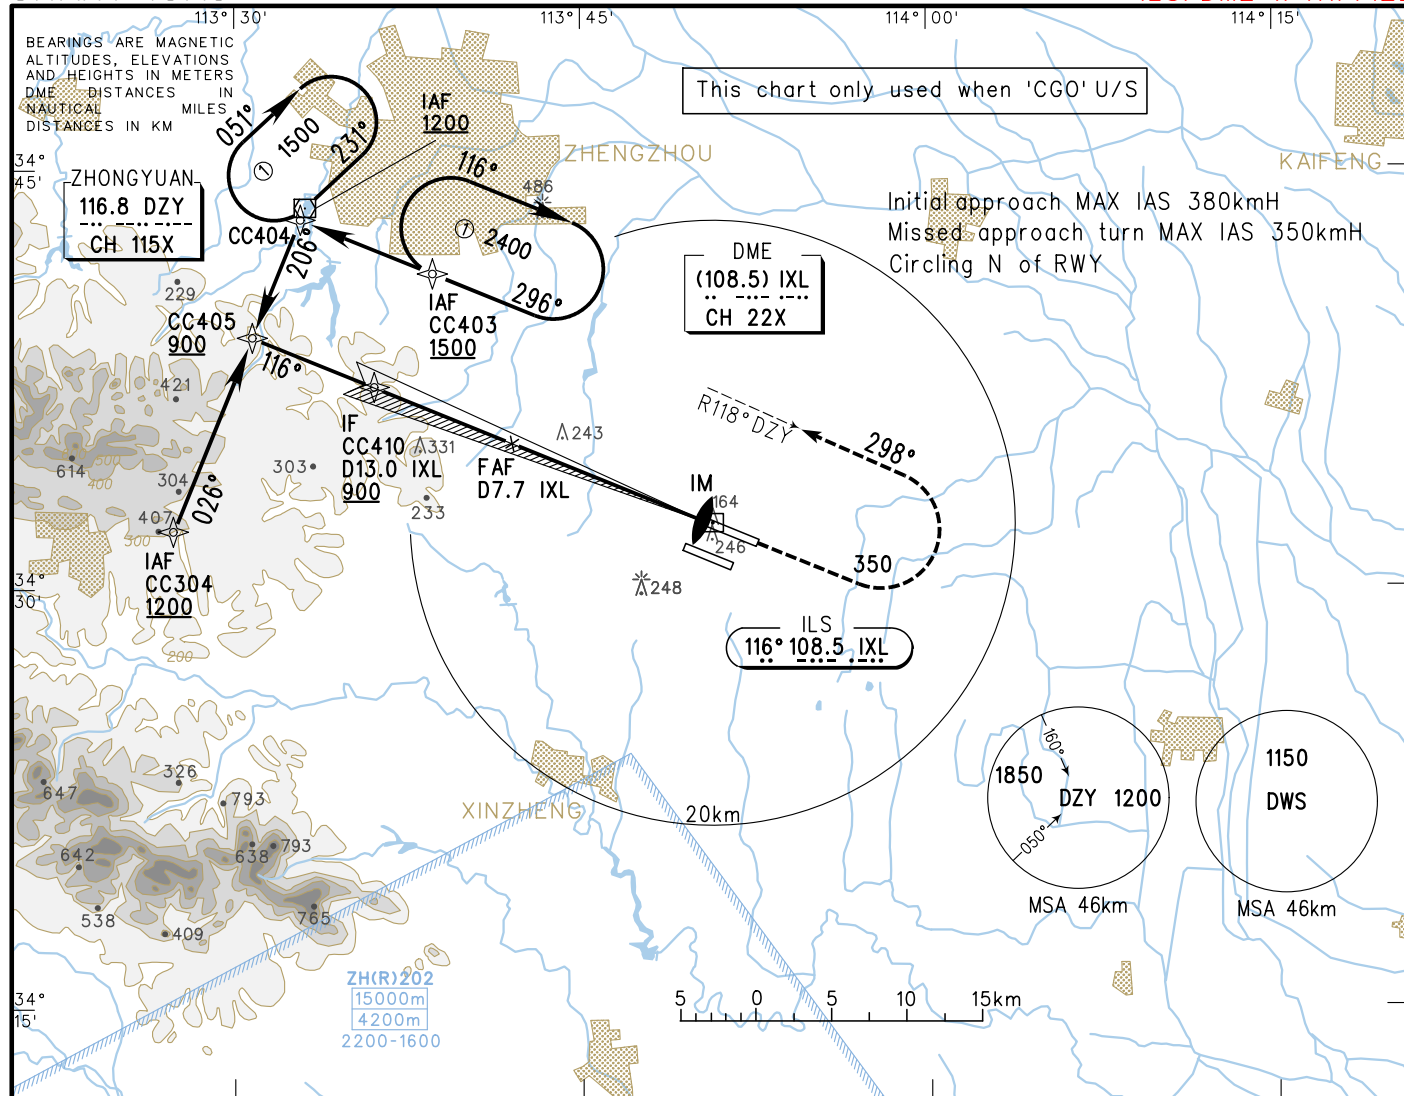 113°30'
113°45'
114°00'
114°15'
BEARINGS ARE MAGNETIC
ALTITUDES, ELEVATIONS
AND HEIGHTS IN METERS
DME DISTANCES IN
NAUTICAL MILES
DISTANCES IN KM
This chart only used when 'CGO' U/S
34°
45'
ZHONGYUAN
116.8 DZY
CH 115X
051°
① 1500
231°
IAF
1200
ZHENGZHOU
KAIFENG
116°
486
① 2400
296°
Initial approach MAX IAS 380kmH
Missed approach turn MAX IAS 350kmH
Circling N of RWY
CC404
206°
DME
(108.5) IXL
CH 22X
IAF
CC403
1500
229
CC405
900
116°
421
IF
CC410
D13.0 IXL
900
331
243
FAF
D7.7 IXL
R118° DZY
298°
614
500
400
304
303
233
026°
407
300
IM
164
246
350
248
IAF
CC304
1200
34°
30'
200
ILS
116° 108.5 IXL
647
326
793
638
793
642
538
409
765
XINZHENG
20km
160°
1850
DZY 1200
050°
MSA 46km
1150
DWS
MSA 46km
ZH(R)202
15000m
4200m
2200-1600
34°
15'
5 0 5 10 15km